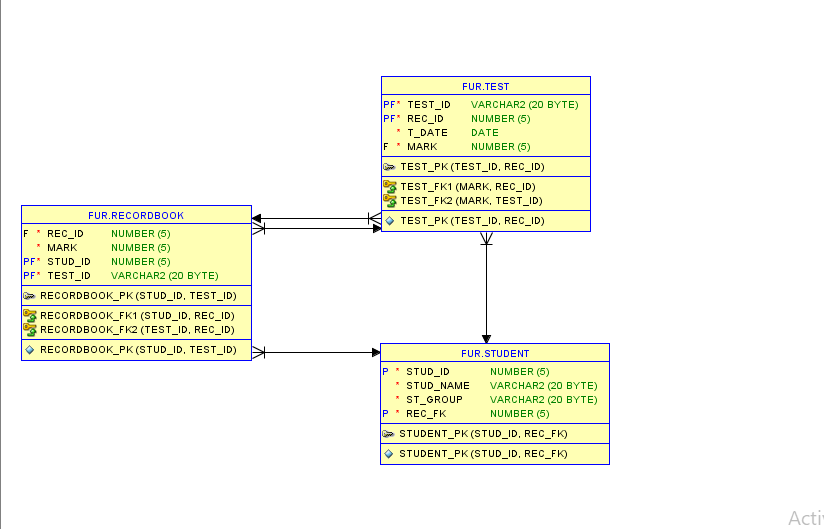 FUR.TEST
PF* TEST_ID VARCHAR2 (20 BYTE)
PF* REC_ID NUMBER (5)
* T_DATE DATE
F * MARK NUMBER (5)
TEST_PK (TEST_ID, REC_ID)
TEST_FK1 (MARK, REC_ID)
TEST_FK2 (MARK, TEST_ID)
TEST_PK (TEST_ID, REC_ID)
FUR.RECORDBOOK
F * REC_ID NUMBER (5)
* MARK NUMBER (5)
PF* STUD_ID NUMBER (5)
PF* TEST_ID VARCHAR2 (20 BYTE)
RECORDBOOK_PK (STUD_ID, TEST_ID)
RECORDBOOK_FK1 (STUD_ID, REC_ID)
RECORDBOOK_FK2 (TEST_ID, REC_ID)
RECORDBOOK_PK (STUD_ID, TEST_ID)
FUR.STUDENT
P * STUD_ID NUMBER (5)
* STUD_NAME VARCHAR2 (20 BYTE)
* ST_GROUP VARCHAR2 (20 BYTE)
P * REC_FK NUMBER (5)
STUDENT_PK (STUD_ID, REC_FK)
STUDENT_PK (STUD_ID, REC_FK)